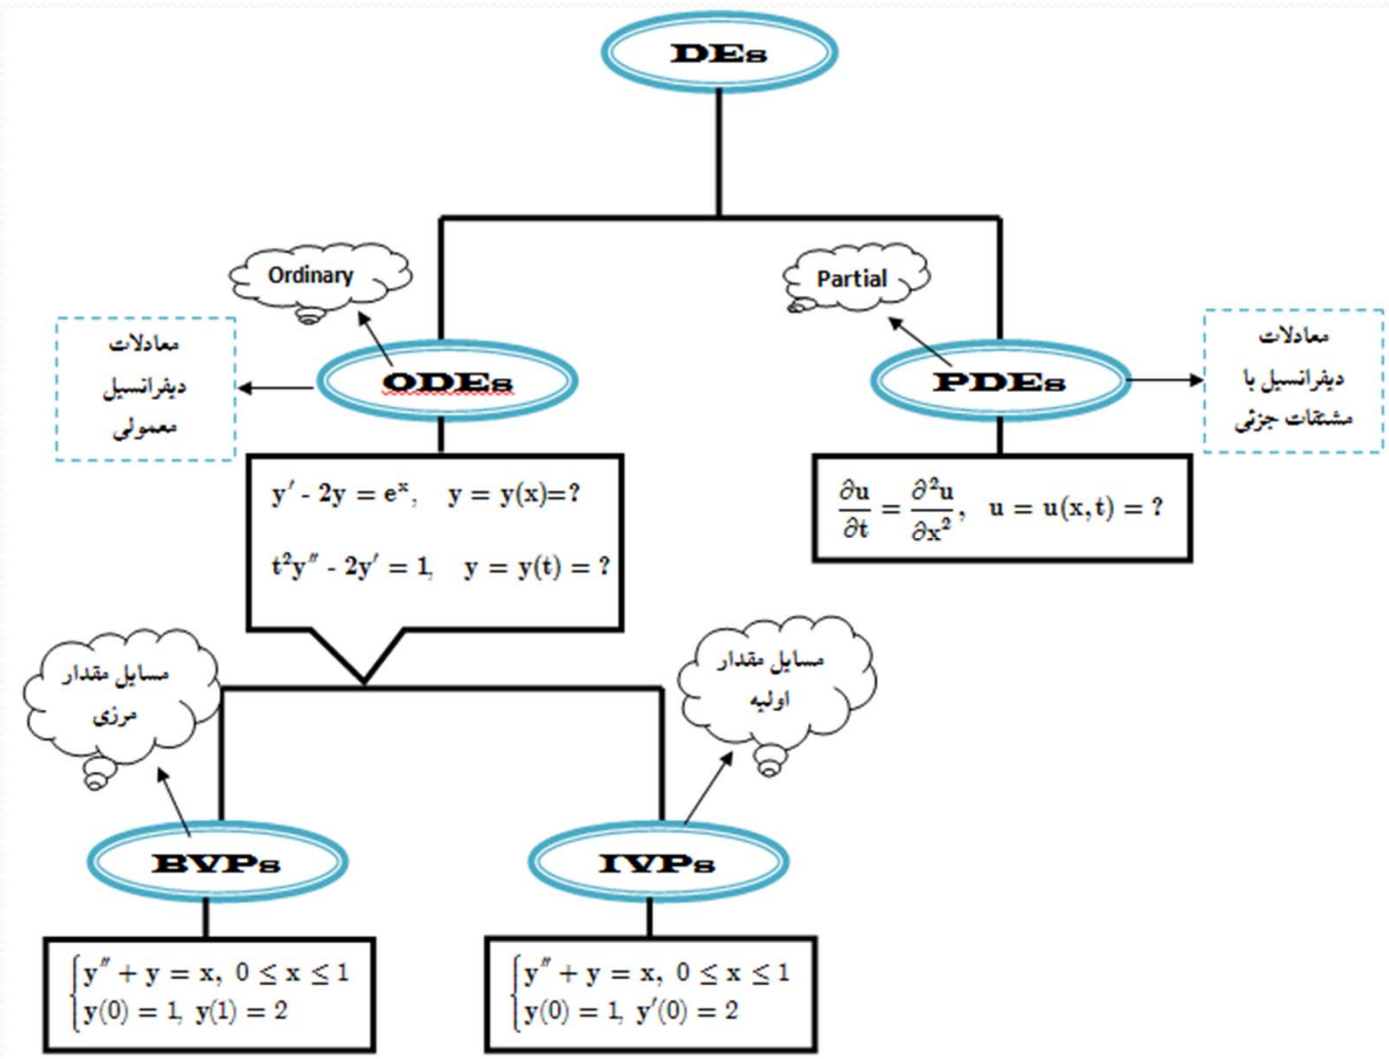 DEs
Ordinary
Partial
معادلات
دیفرانسیل
معمولی
ODEs
PDEs
معادلات
دیفرانسیل با
مشتقات جزئی
y′ - 2y = eˣ, y = y(x)=?
t²y″ - 2y′ = 1, y = y(t) = ?
∂u/∂t = ∂²u/∂x², u = u(x,t) = ?
مسایل مقدار
مرزی
مسایل مقدار
اولیه
BVPs
IVPs
y″ + y = x, 0 ≤ x ≤ 1
y(0) = 1, y(1) = 2
y″ + y = x, 0 ≤ x ≤ 1
y(0) = 1, y′(0) = 2